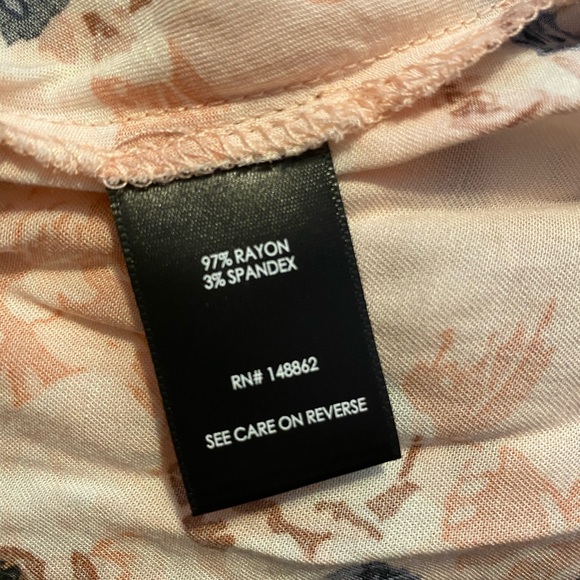 97% RAYON
3% SPANDEX
RN# 148862
SEE CARE ON REVERSE